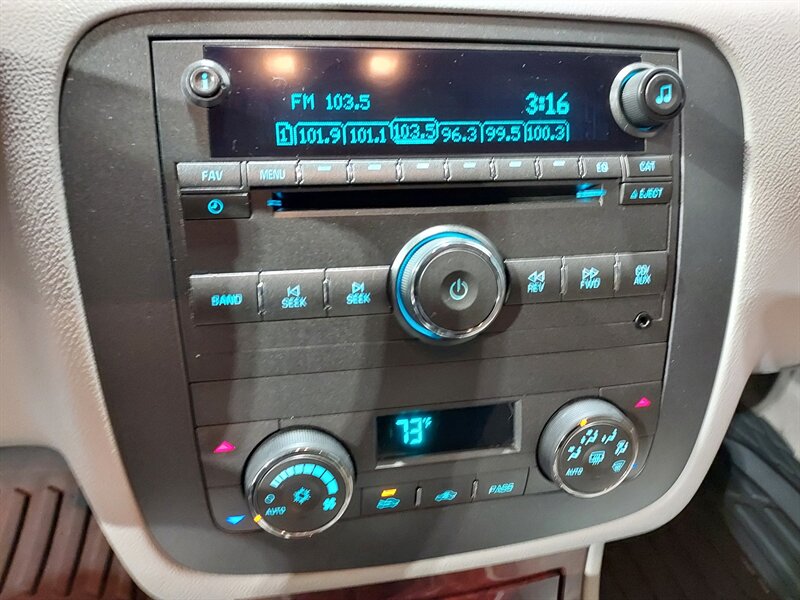 FM 103.5 3:16
1 101.9 101.1 103.5 96.3 99.5 100.3
FAV MENU EQ CAT
EJECT
BAND SEEK SEEK REV FWD CD/AUX
73°F
AUTO PASS AUTO